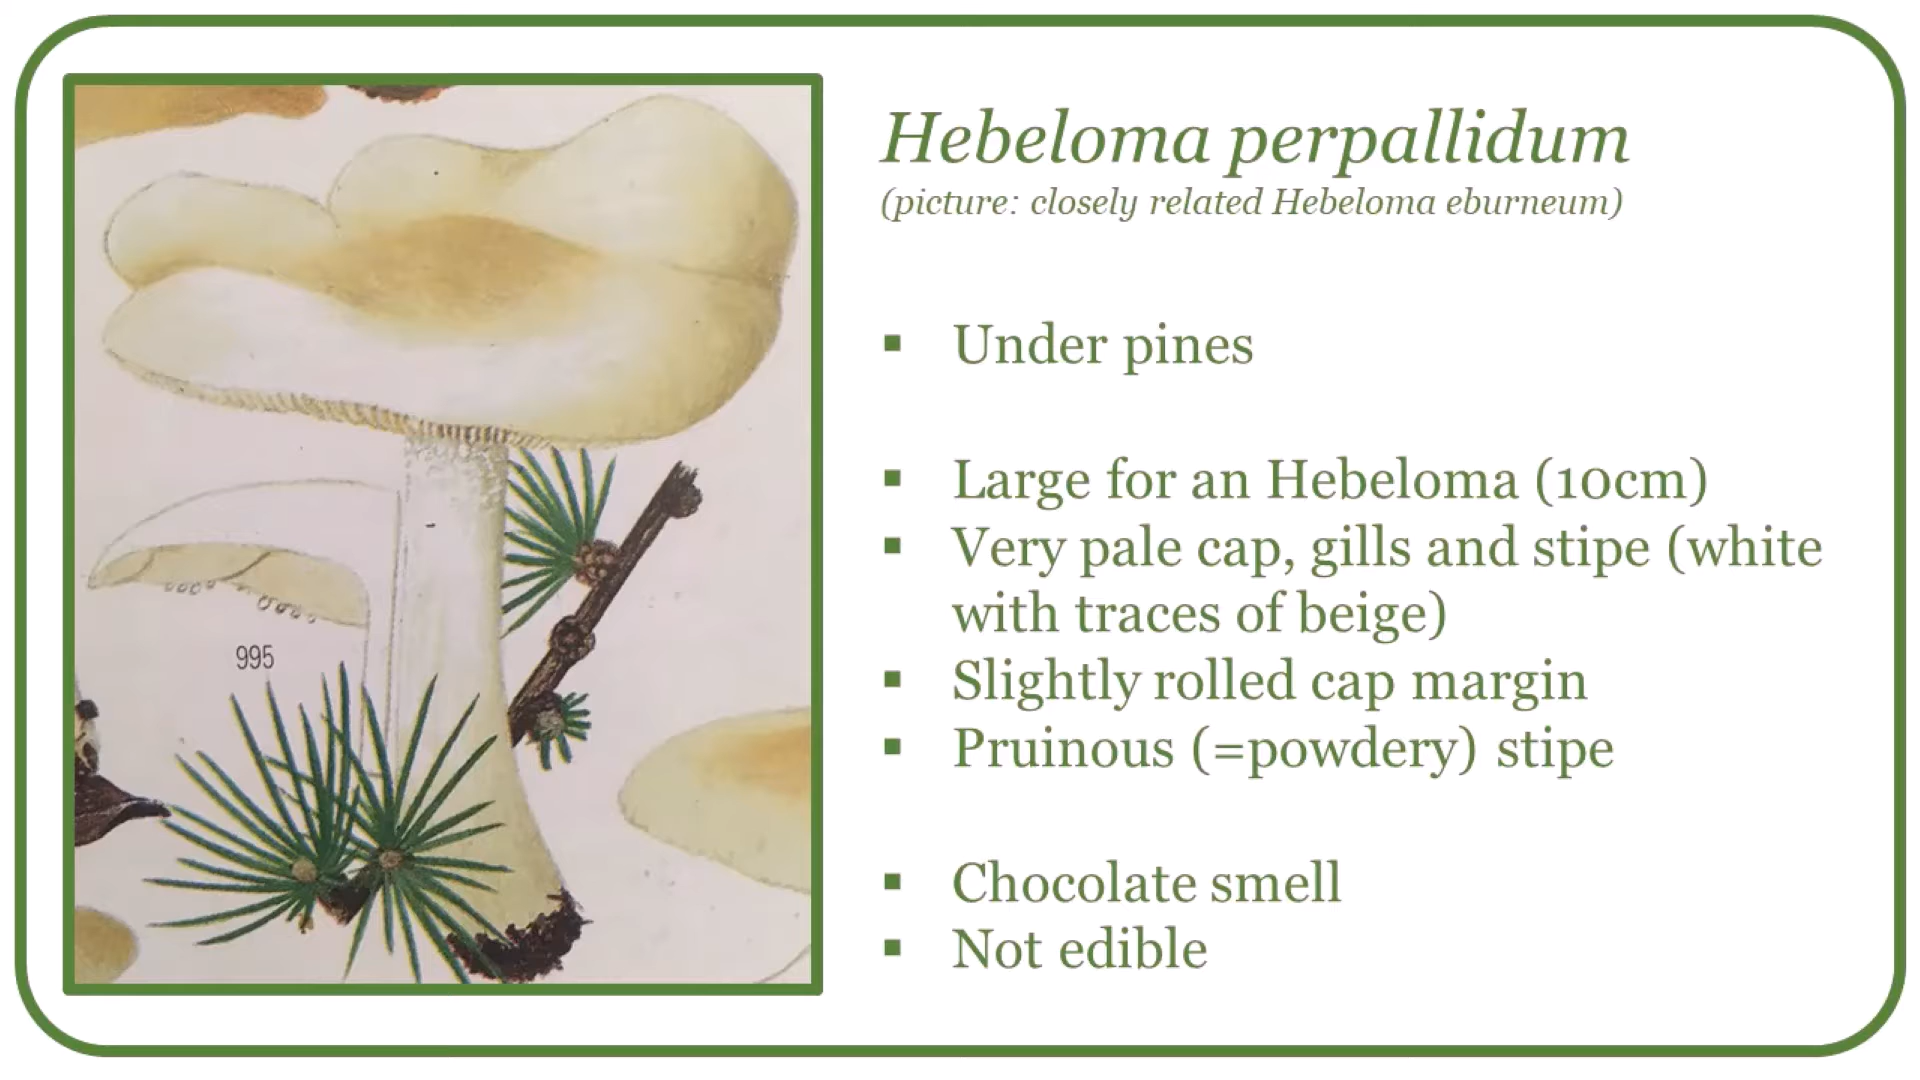 Hebeloma perpallidum
(picture: closely related Hebeloma eburneum)
▪ Under pines
▪ Large for an Hebeloma (10cm)
▪ Very pale cap, gills and stipe (white
with traces of beige)
▪ Slightly rolled cap margin
▪ Pruinous (=powdery) stipe
▪ Chocolate smell
▪ Not edible
995